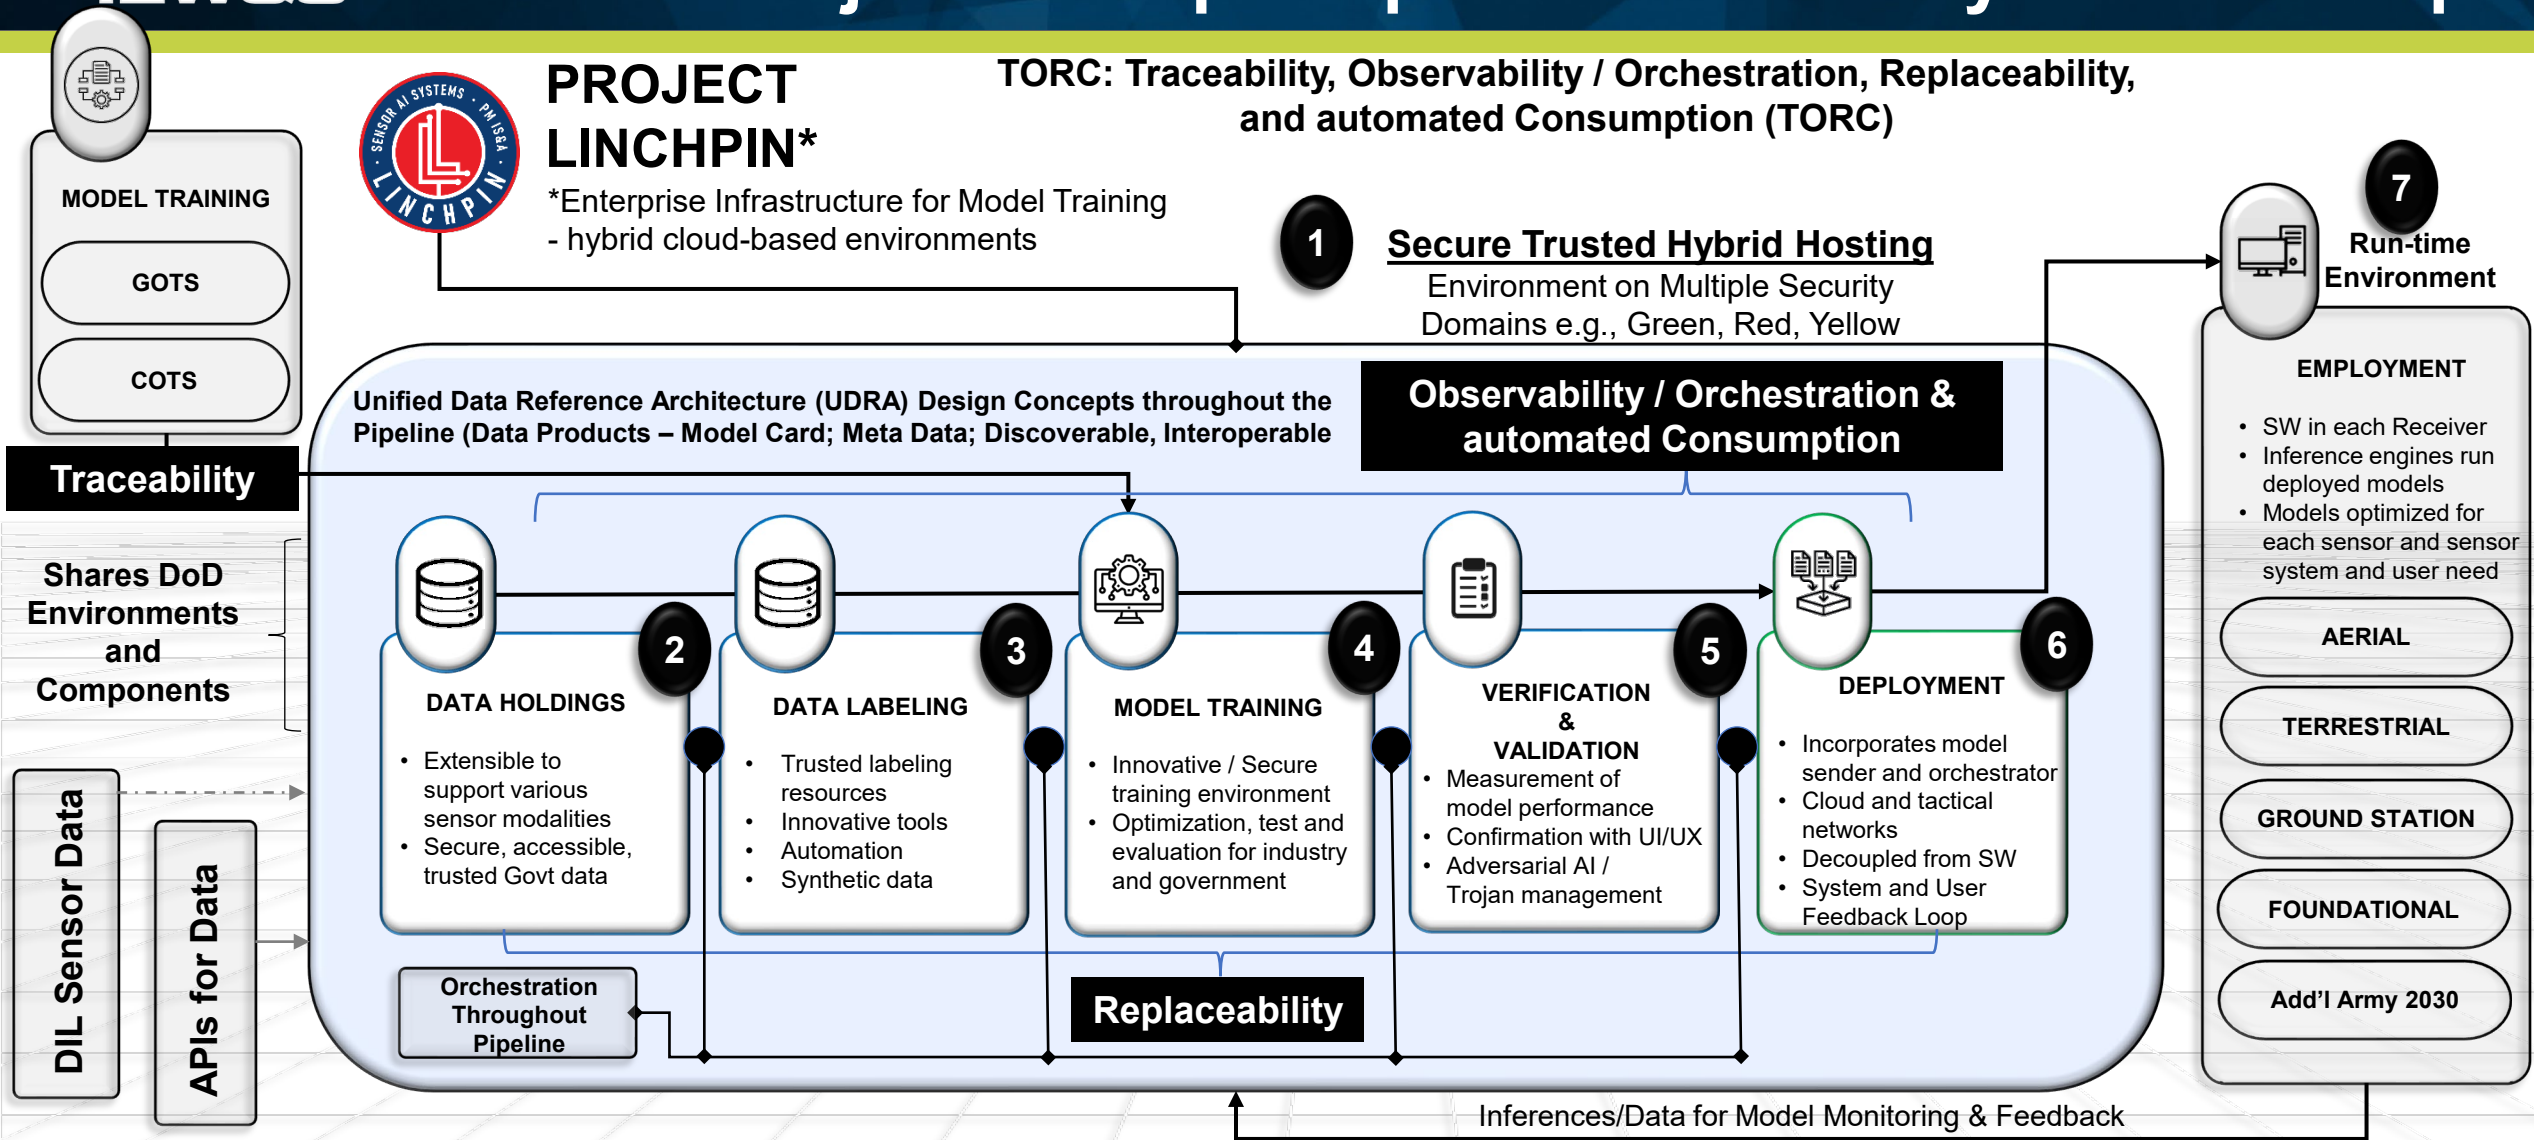 PROJECT
LINCHPIN*
*Enterprise Infrastructure for Model Training
- hybrid cloud-based environments
SENSOR AI SYSTEMS · PM IS&A · LINCHPIN ·
TORC: Traceability, Observability / Orchestration, Replaceability,
and automated Consumption (TORC)
MODEL TRAINING
GOTS
COTS
Traceability
Shares DoD
Environments
and
Components
DIL Sensor Data
APIs for Data
1
Secure Trusted Hybrid Hosting
Environment on Multiple Security
Domains e.g., Green, Red, Yellow
Unified Data Reference Architecture (UDRA) Design Concepts throughout the
Pipeline (Data Products – Model Card; Meta Data; Discoverable, Interoperable
Observability / Orchestration &
automated Consumption
2
DATA HOLDINGS
• Extensible to
support various
sensor modalities
• Secure, accessible,
trusted Govt data
3
DATA LABELING
• Trusted labeling
resources
• Innovative tools
• Automation
• Synthetic data
4
MODEL TRAINING
• Innovative / Secure
training environment
• Optimization, test and
evaluation for industry
and government
5
VERIFICATION
&
VALIDATION
• Measurement of
model performance
• Confirmation with UI/UX
• Adversarial AI /
Trojan management
6
DEPLOYMENT
• Incorporates model
sender and orchestrator
• Cloud and tactical
networks
• Decoupled from SW
• System and User
Feedback Loop
Orchestration
Throughout
Pipeline
Replaceability
7
Run-time
Environment
EMPLOYMENT
• SW in each Receiver
• Inference engines run
deployed models
• Models optimized for
each sensor and sensor
system and user need
AERIAL
TERRESTRIAL
GROUND STATION
FOUNDATIONAL
Add'l Army 2030
Inferences/Data for Model Monitoring & Feedback